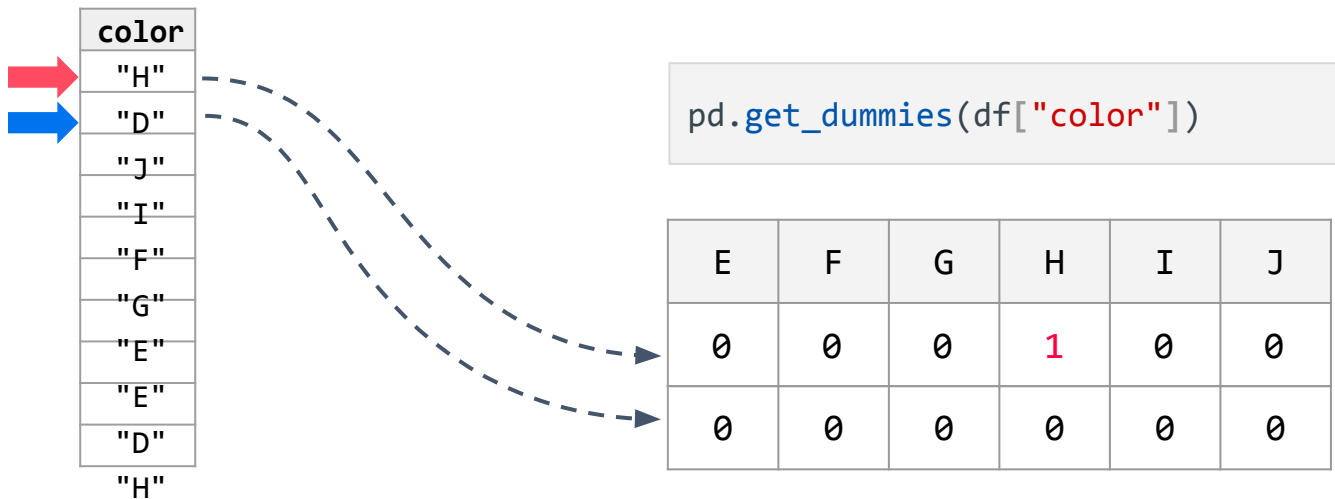 color
"H"
"D"
"J"
"I"
"F"
"G"
"E"
"E"
"D"
"H"
pd.get_dummies(df["color"])
E F G H I J
0 0 0 1 0 0
0 0 0 0 0 0